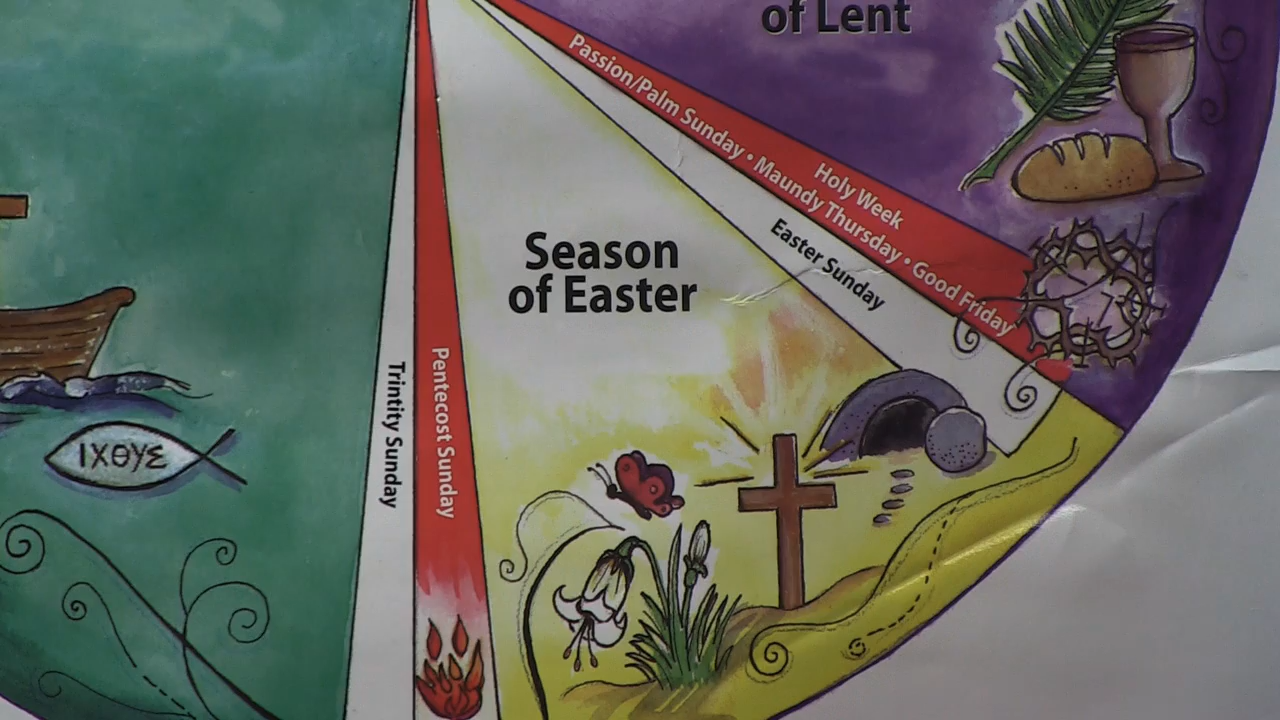 of Lent
Holy Week
Passion/Palm Sunday • Maundy Thursday • Good Friday
Easter Sunday
Season
of Easter
Pentecost Sunday
Trintity Sunday
ΙΧΘΥΣ